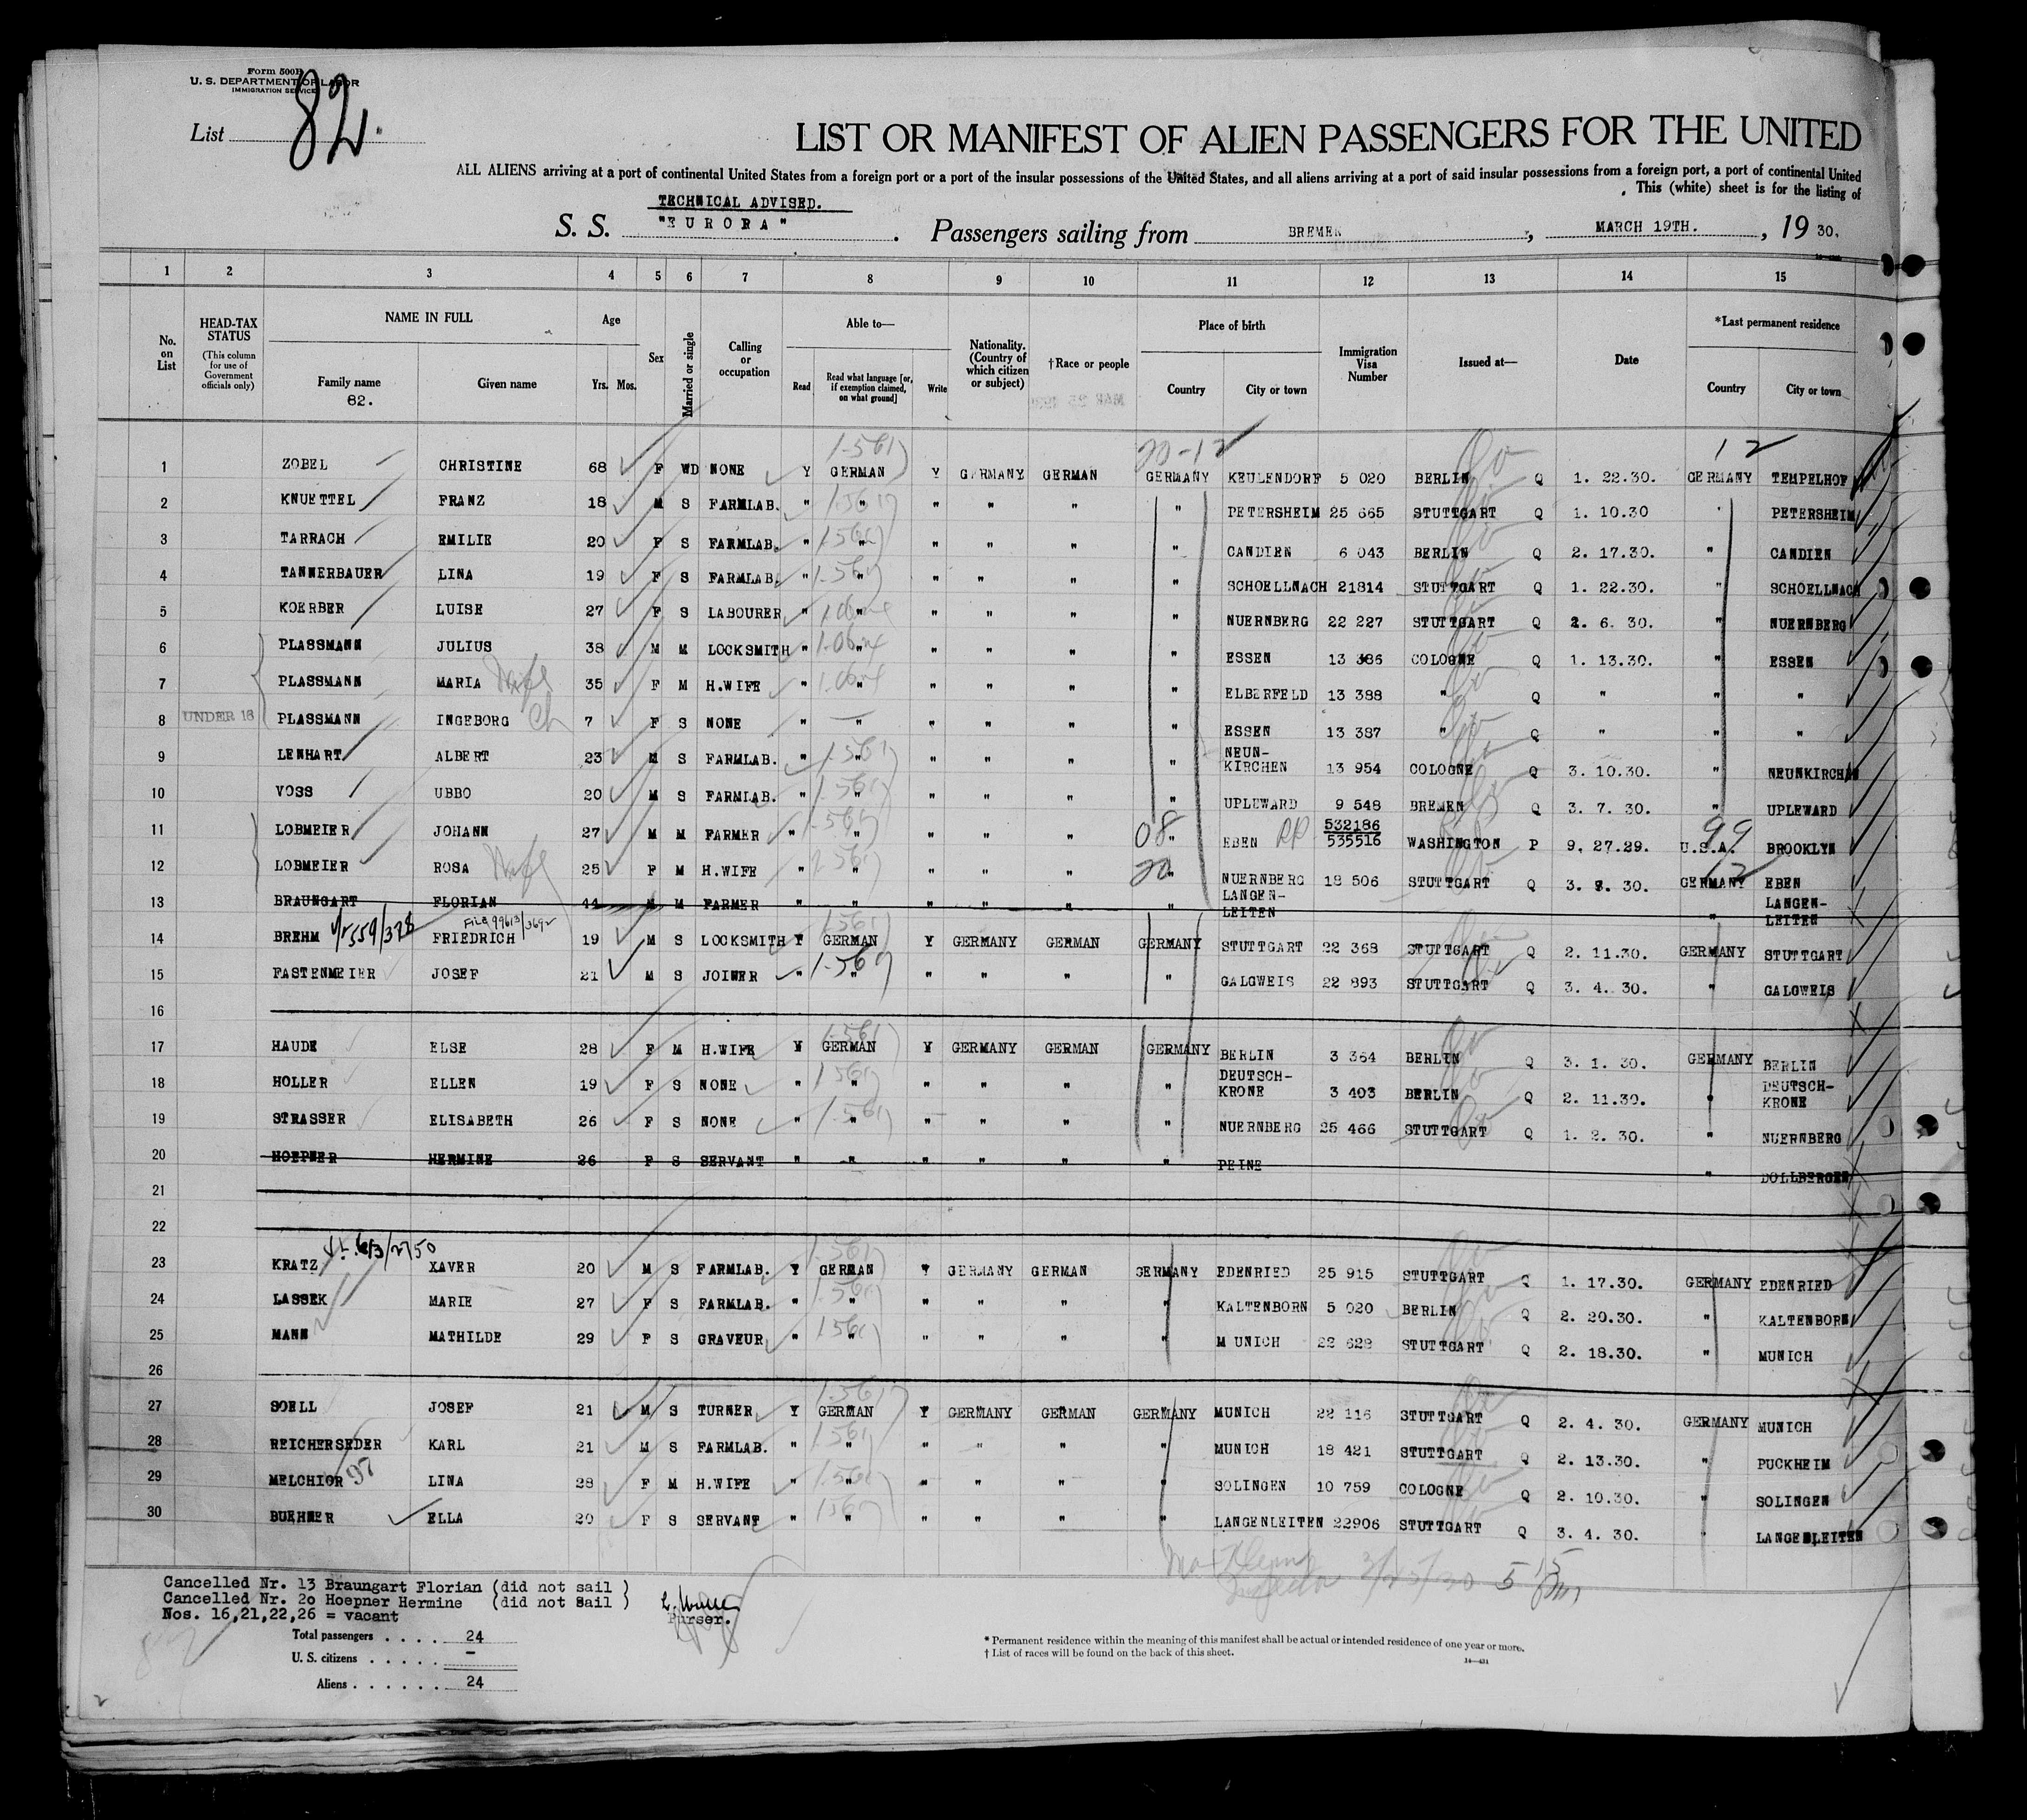 Form 500B
U. S. DEPARTMENT OF LABOR
IMMIGRATION SERVICE
List 82
LIST OR MANIFEST OF ALIEN PASSENGERS FOR THE UNITED
ALL ALIENS arriving at a port of continental United States from a foreign port or a port of the insular possessions of the United States, and all aliens arriving at a port of said insular possessions from a foreign port, a port of continental United
This (white) sheet is for the listing of
TECHNICAL ADVISED.
S. S. "EUROPA" . Passengers sailing from BREMEN , MARCH 19TH. , 19 30.
1 2 3 4 5 6 7 8 9 10 11 12 13 14 15
No. on List
HEAD-TAX STATUS
(This column for use of Government officials only)
NAME IN FULL
Family name
82.
Given name
Age
Yrs. Mos.
Sex
Married or single
Calling or occupation
Able to—
Read
Read what language [or, if exemption claimed, on what ground]
Write
Nationality. (Country of which citizen or subject)
†Race or people
Place of birth
Country
City or town
Immigration Visa Number
Issued at—
Date
*Last permanent residence
Country
City or town
1 ZOBEL CHRISTINE 68 F WD NONE Y GERMAN Y GERMANY GERMAN GERMANY KEULENDORF 5 020 BERLIN Q 1. 22.30. GERMANY TEMPELHOF
2 KNUETTEL FRANZ 18 M S FARMLAB. " " " " " " PETERSHEIM 25 665 STUTTGART Q 1. 10.30 " PETERSHEIM
3 TARRACH EMILIE 20 F S FARMLAB. " " " " " " CANDIEN 6 043 BERLIN Q 2. 17.30. " CANDIEN
4 TANNERBAUER LINA 19 F S FARMLAB. " " " " " " SCHOELLNACH 21814 STUTTGART Q 1. 22.30. " SCHOELLNACH
5 KOERBER LUISE 27 F S LABOURER " " " " " " NUERNBERG 22 227 STUTTGART Q 2. 6. 30. " NUERNBERG
6 PLASSMANN JULIUS 38 M M LOCKSMITH " " " " " " ESSEN 13 386 COLOGNE Q 1. 13.30. " ESSEN
7 PLASSMANN MARIA Wife 35 F M H.WIFE " " " " " " ELBERFELD 13 388 " Q " " "
8 UNDER 16 PLASSMANN INGEBORG Ch 7 F S NONE " " " " " " ESSEN 13 387 " Q " " "
9 LENHART ALBERT 23 M S FARMLAB. " " " " " " NEUN-KIRCHEN 13 954 COLOGNE Q 3. 10.30. " NEUNKIRCHEN
10 VOSS UBBO 20 M S FARMLAB. " " " " " " UPLEWARD 9 548 BREMEN Q 3. 7. 30. " UPLEWARD
11 LOBMEIER JOHANN 27 M M FARMER " " " " " 08 " EBEN RP 532186 535516 WASHINGTON P 9. 27.29. 99 U.S.A. BROOKLYN
12 LOBMEIER ROSA Wife 25 F M H.WIFE " " " " " " NUERNBERG 18 506 STUTTGART Q 3. 8. 30. GERMANY EBEN
13 BRAUNGART FLORIAN 44 M M FARMER " " " " " " LANGEN-LEITEN " LANGEN-LEITEN
14 BREHM FRIEDRICH 19 M S LOCKSMITH Y GERMAN Y GERMANY GERMAN GERMANY STUTTGART 22 368 STUTTGART Q 2. 11.30. GERMANY STUTTGART
15 FASTENMEIER JOSEF 21 M S JOINER " " " " " " GALGWEIS 22 893 STUTTGART Q 3. 4. 30. " GALGWEIS
16
17 HAUDE ELSE 28 F M H.WIFE Y GERMAN Y GERMANY GERMAN GERMANY BERLIN 3 364 BERLIN Q 3. 1. 30. GERMANY BERLIN
18 HOLLER ELLEN 19 F S NONE " " " " " " DEUTSCH-KRONE 3 403 BERLIN Q 2. 11.30. " DEUTSCH-KRONE
19 STRASSER ELISABETH 26 F S NONE " " " " " " NUERNBERG 25 466 STUTTGART Q 1. 2. 30. " NUERNBERG
20 HOEPNER HERMINE 26 F S SERVANT " " " " " " PEINE " DOLLBERGEN
21
22
23 KRATZ XAVER 20 M S FARMLAB. Y GERMAN Y GERMANY GERMAN GERMANY EDENRIED 25 915 STUTTGART Q 1. 17.30. GERMANY EDENRIED
24 LASSEK MARIE 27 F S FARMLAB. " " " " " " KALTENBORN 5 020 BERLIN Q 2. 20.30. " KALTENBORN
25 MANN MATHILDE 29 F S GRAVEUR " " " " " " MUNICH 22 628 STUTTGART Q 2. 18.30. " MUNICH
26
27 SOELL JOSEF 21 M S TURNER Y GERMAN Y GERMANY GERMAN GERMANY MUNICH 22 116 STUTTGART Q 2. 4. 30. GERMANY MUNICH
28 REICHERSEDER KARL 21 M S FARMLAB. " " " " " " MUNICH 18 421 STUTTGART Q 2. 13.30. " PUCKHEIM
29 MELCHIOR 97 LINA 28 F M H.WIFE " " " " " " SOLINGEN 10 759 COLOGNE Q 2. 10.30. " SOLINGEN
30 BUEHNER ELLA 20 F S SERVANT " " " " " " LANGENLEITEN 22906 STUTTGART Q 3. 4. 30. " LANGENLEITEN
Cancelled Nr. 13 Braungart Florian (did not sail )
Cancelled Nr. 20 Hoepner Hermine (did not sail )
Nos. 16,21,22,26 = vacant
Purser.
Total passengers . . . . 24
U. S. citizens . . . . . –
Aliens . . . . . . 24
3/25/30 5 15 Pm
* Permanent residence within the meaning of this manifest shall be actual or intended residence of one year or more.
† List of races will be found on the back of this sheet.